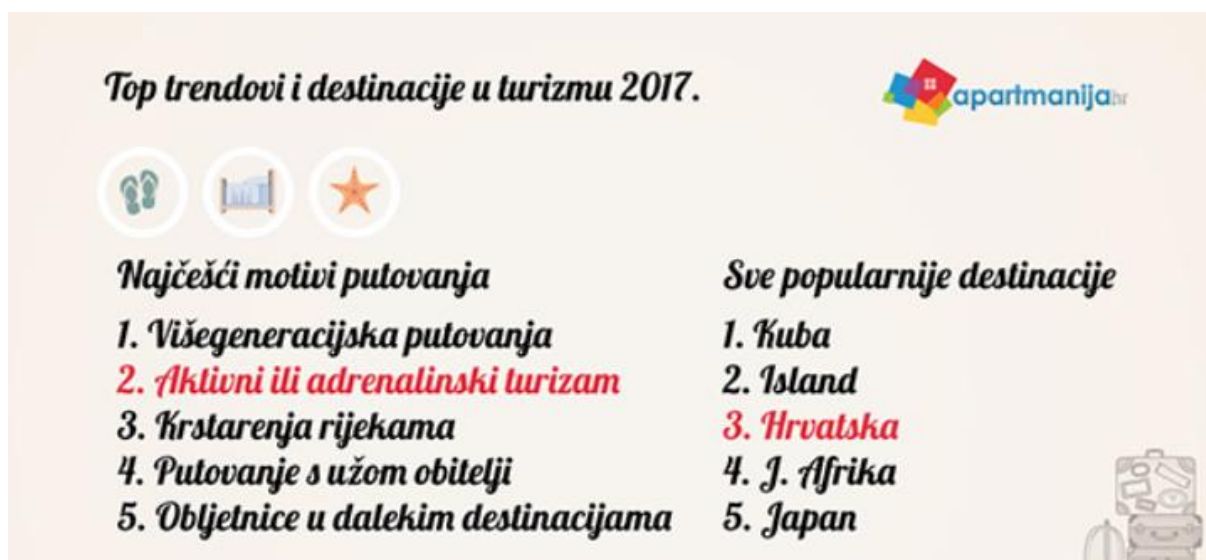 Top trendovi i destinacije u turizmu 2017.
apartmanija.hr
Najčešći motivi putovanja
1. Višegeneracijska putovanja
2. Aktivni ili adrenalinski turizam
3. Krstarenja rijekama
4. Putovanje s užom obitelji
5. Obljetnice u dalekim destinacijama
Sve popularnije destinacije
1. Kuba
2. Island
3. Hrvatska
4. J. Afrika
5. Japan